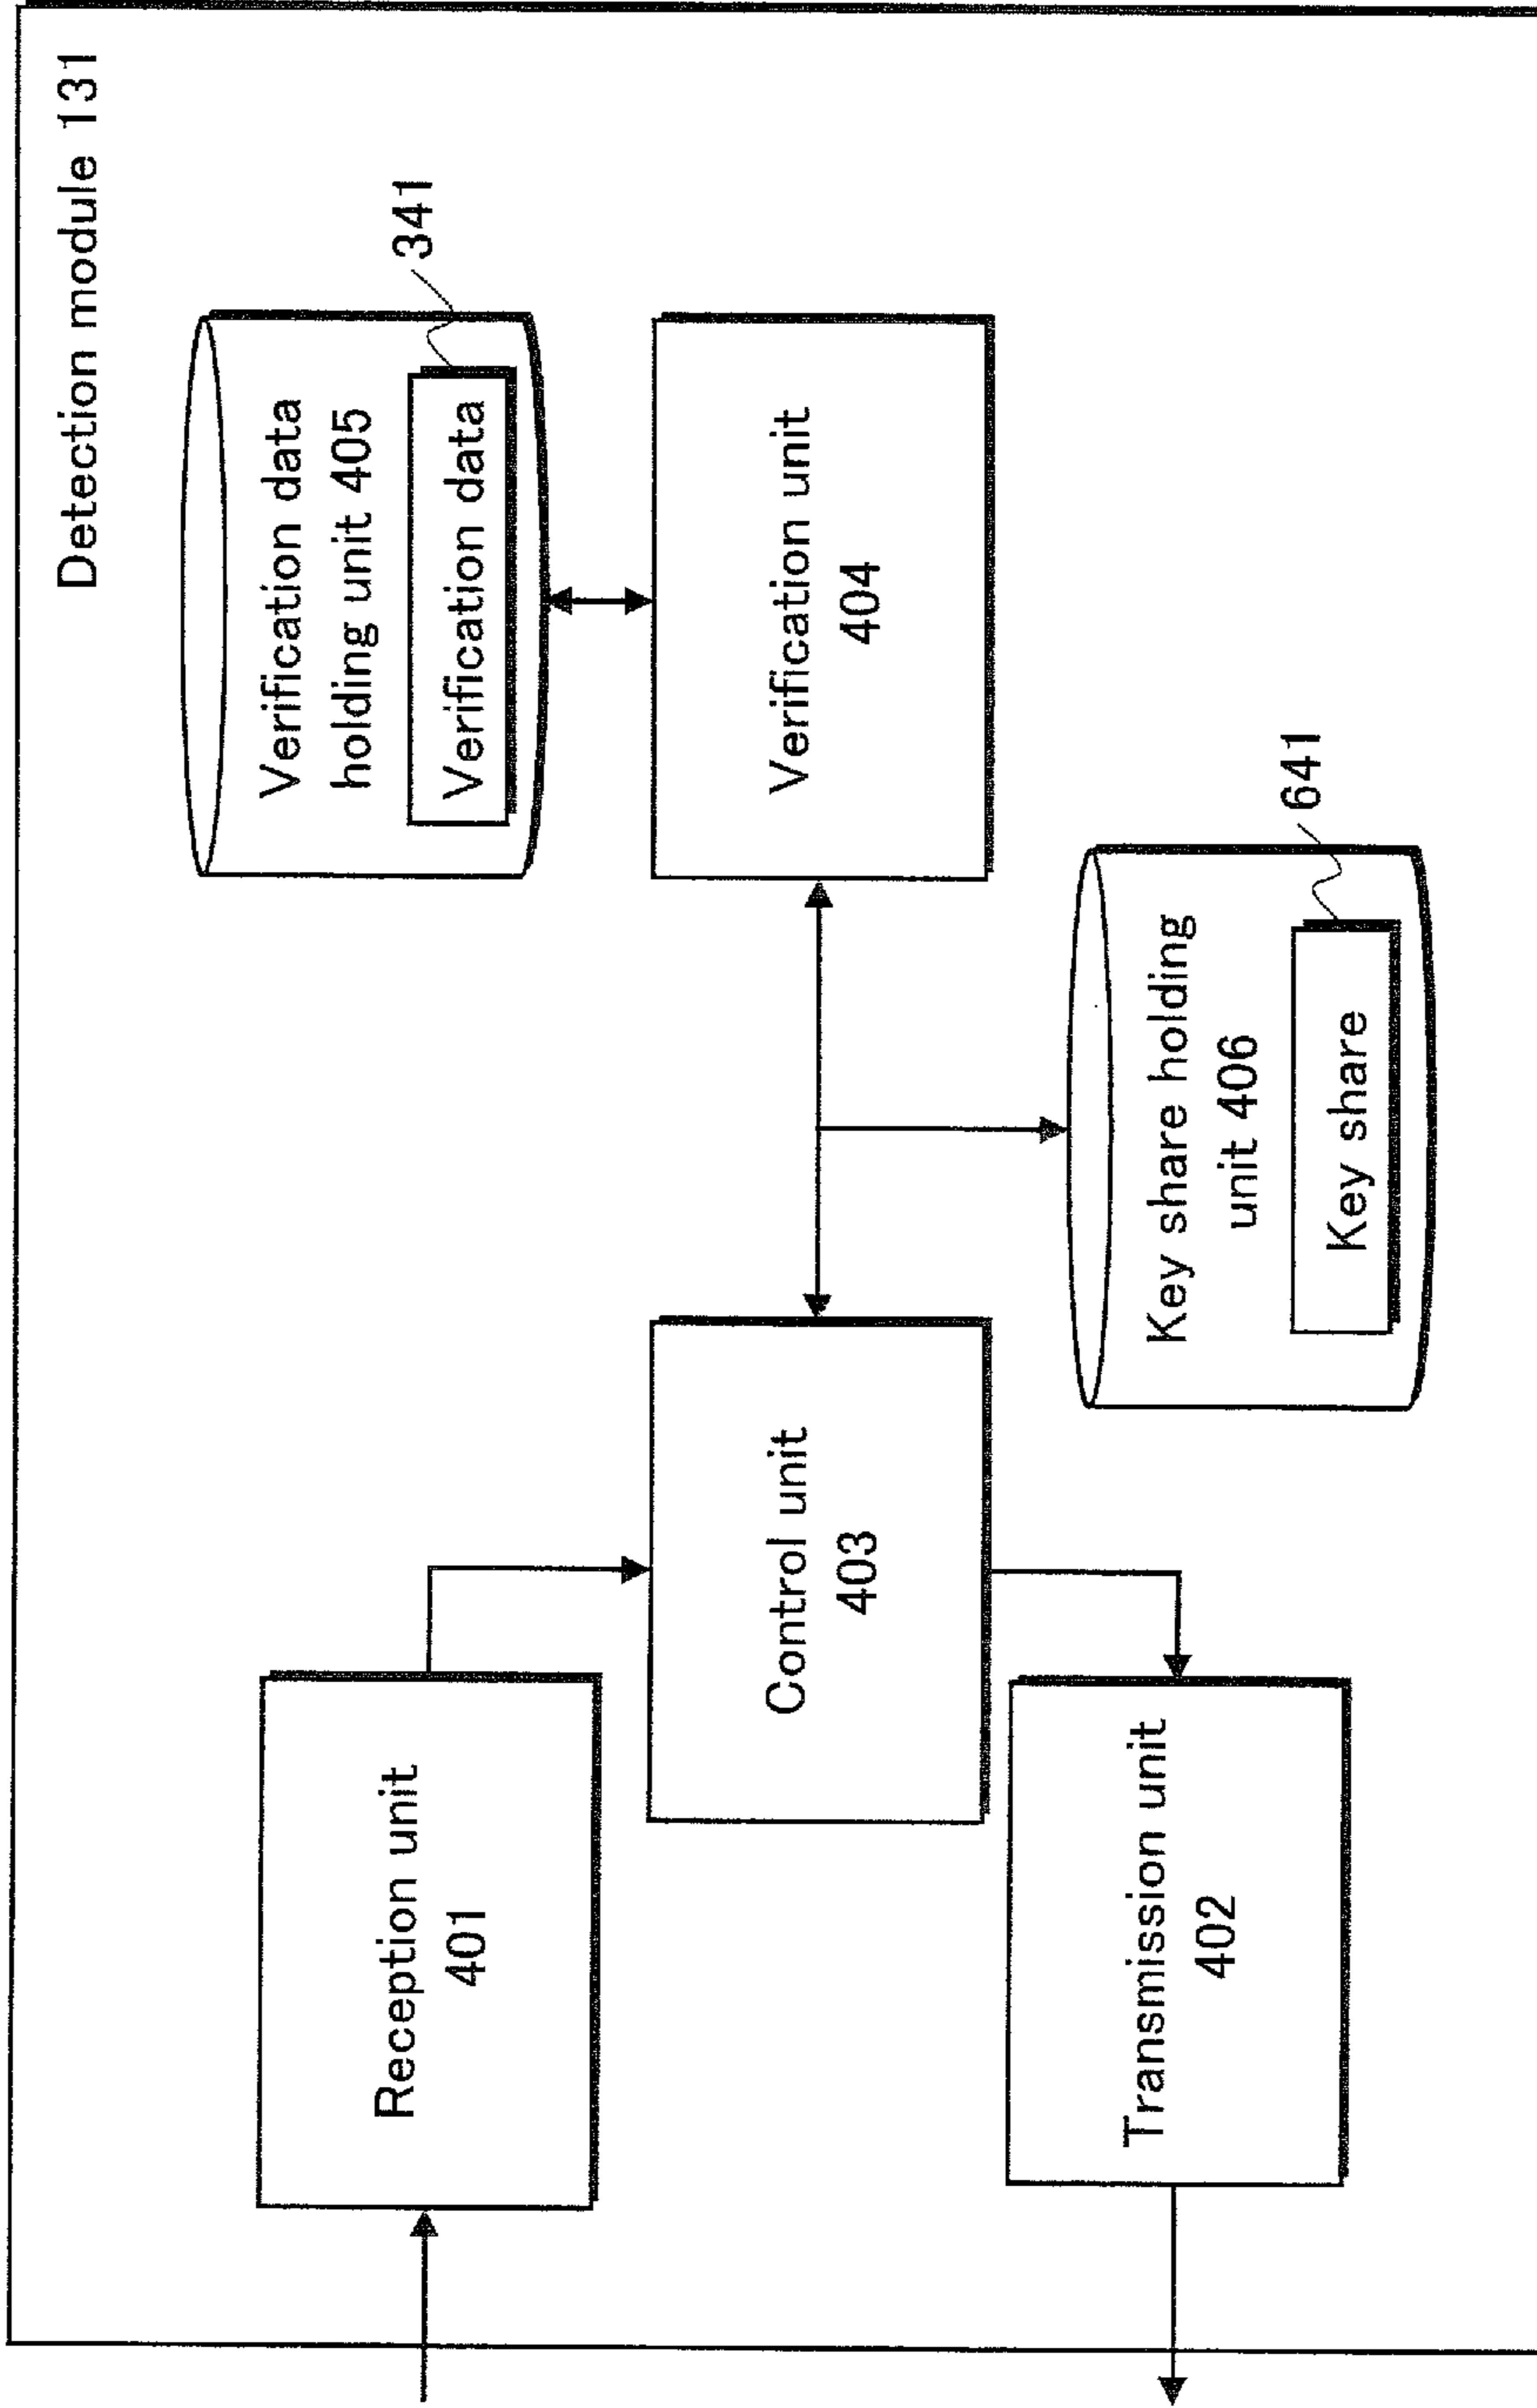 Detection module 131
Verification data
holding unit 405
Verification data
341
Reception unit
401
Control unit
403
Verification unit
404
Transmission unit
402
Key share holding
unit 406
Key share
641